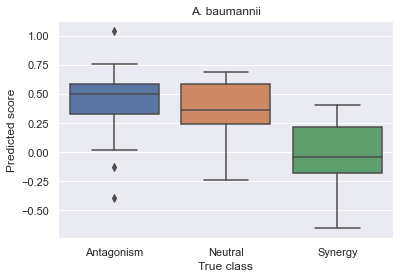 A. baumannii
1.00
0.75
0.50
0.25
0.00
−0.25
−0.50
Predicted score
Antagonism
Neutral
Synergy
True class